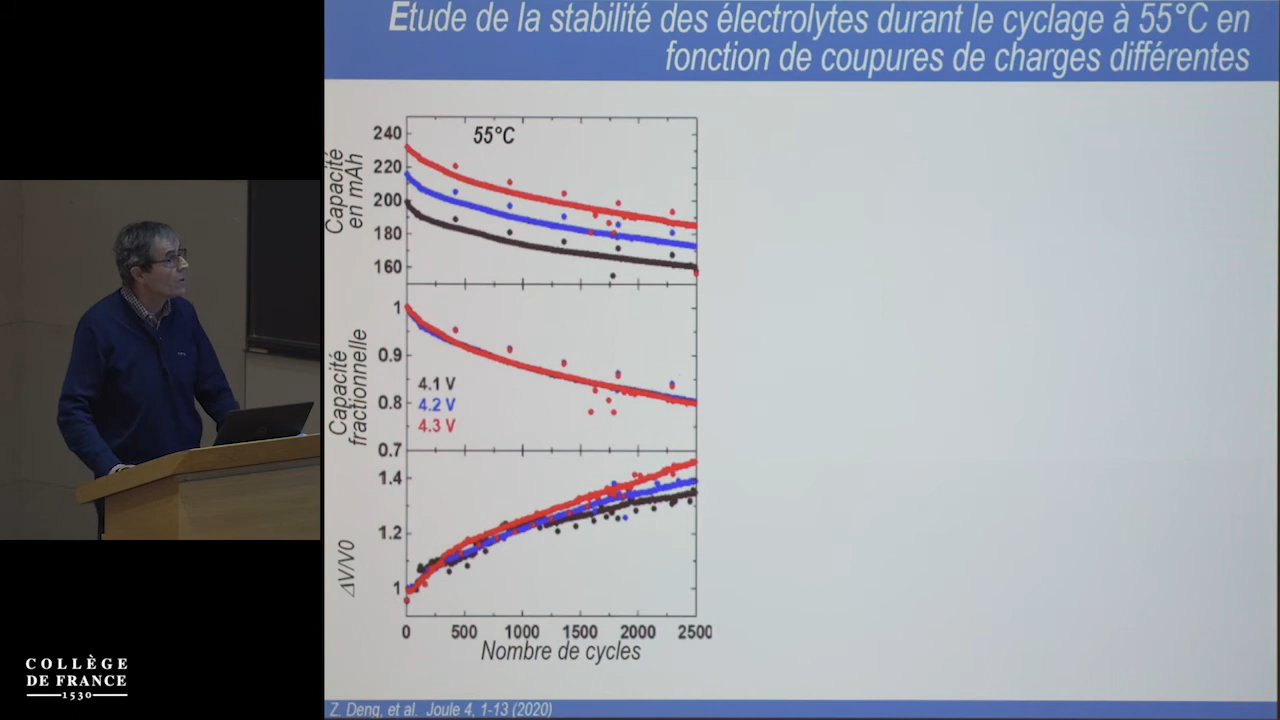 Etude de la stabilité des électrolytes durant le cyclage à 55°C en
fonction de coupures de charges différentes
55°C
240
220
200
180
160
Capacité
en mAh
1
0.9
0.8
0.7
Capacité
fractionnelle
4.1 V
4.2 V
4.3 V
1.4
1.2
1
ΔV/V0
0 500 1000 1500 2000 2500
Nombre de cycles
COLLÈGE
DE FRANCE
1530
Z. Deng, et al. Joule 4, 1-13 (2020)